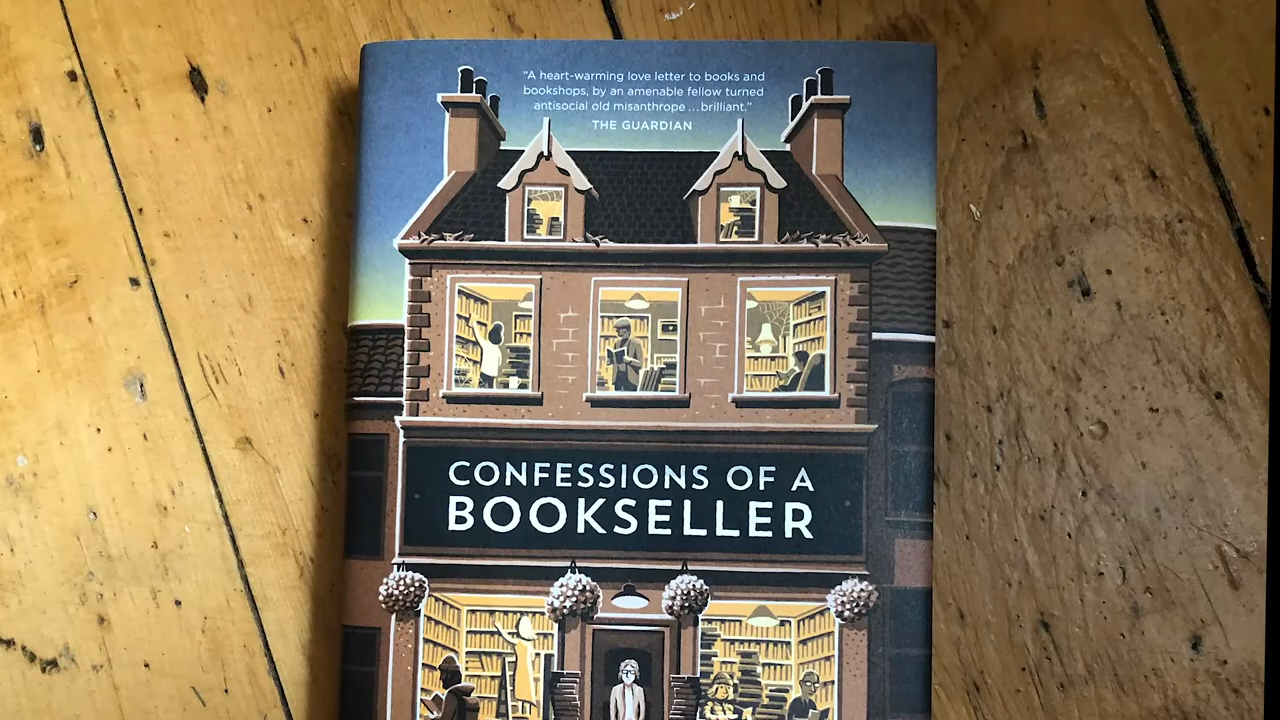 “A heart-warming love letter to books and
bookshops, by an amenable fellow turned
antisocial old misanthrope ... brilliant.”
THE GUARDIAN
CONFESSIONS OF A
BOOKSELLER